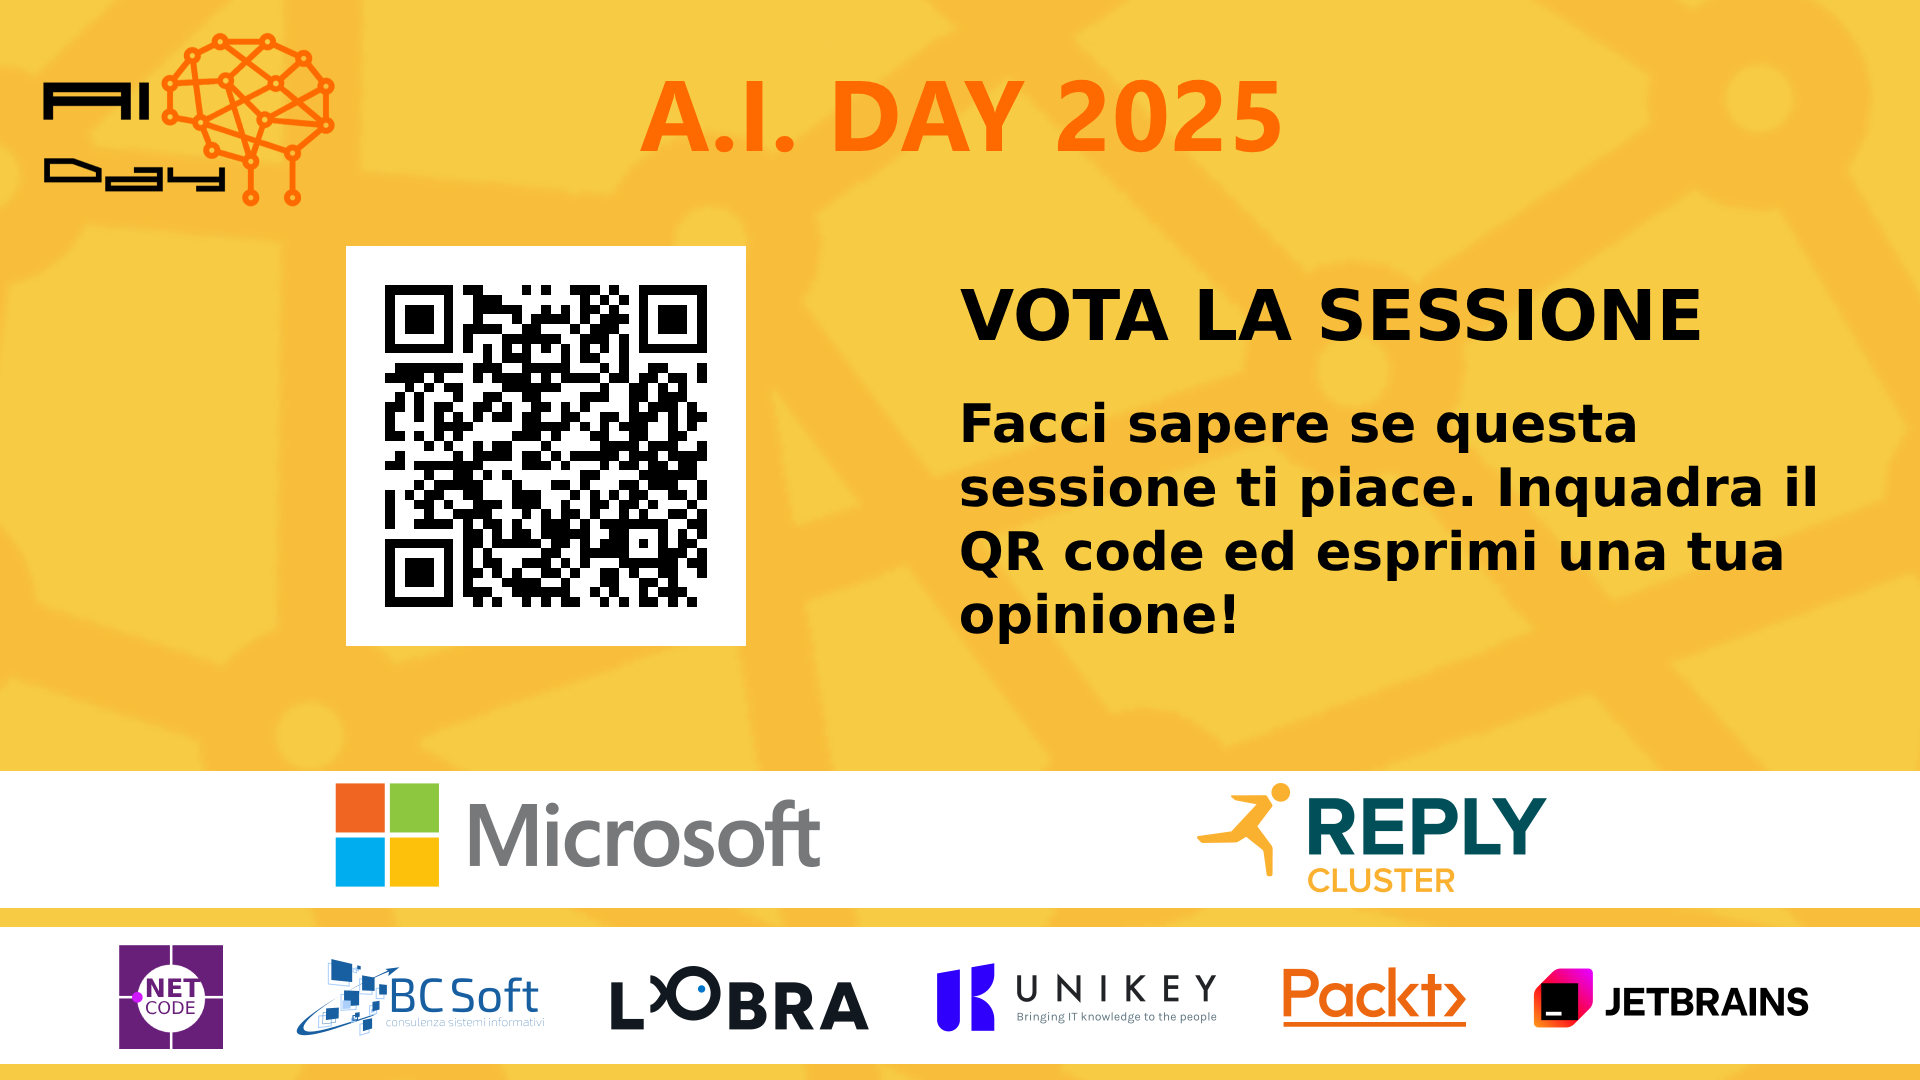 AI
Day
A.I. DAY 2025
VOTA LA SESSIONE
Facci sapere se questa
sessione ti piace. Inquadra il
QR code ed esprimi una tua
opinione!
Microsoft
REPLY
CLUSTER
.NET
CODE
BCSoft
consulenza sistemi informativi
LOBRA
UNIKEY
Bringing IT knowledge to the people
Packt>
JETBRAINS